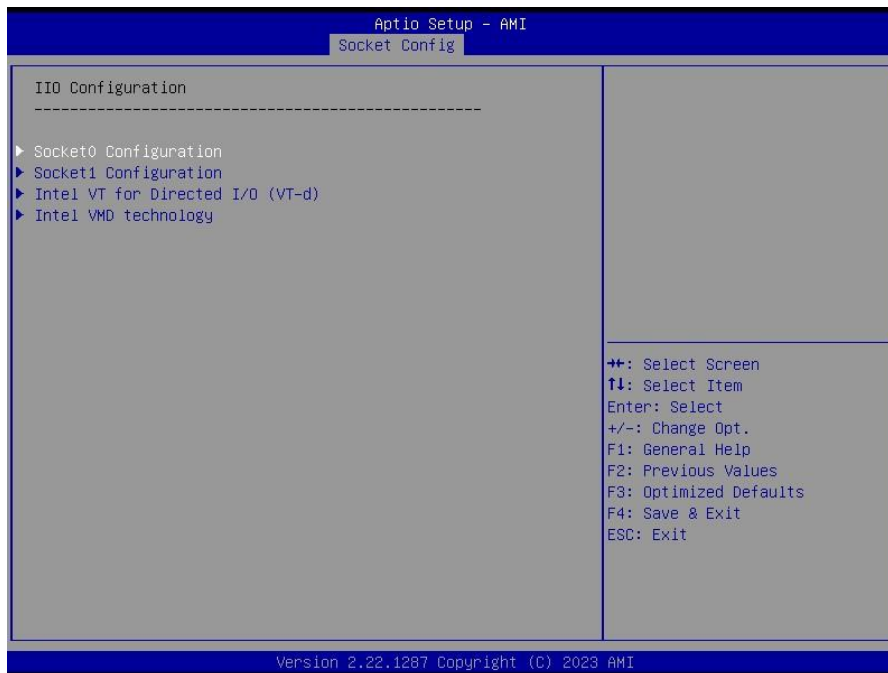 Aptio Setup – AMI
Socket Config
IIO Configuration
--------------------------------------------------
▶ Socket0 Configuration
▶ Socket1 Configuration
▶ Intel VT for Directed I/O (VT-d)
▶ Intel VMD technology
→←: Select Screen
↑↓: Select Item
Enter: Select
+/-: Change Opt.
F1: General Help
F2: Previous Values
F3: Optimized Defaults
F4: Save & Exit
ESC: Exit
Version 2.22.1287 Copyright (C) 2023 AMI